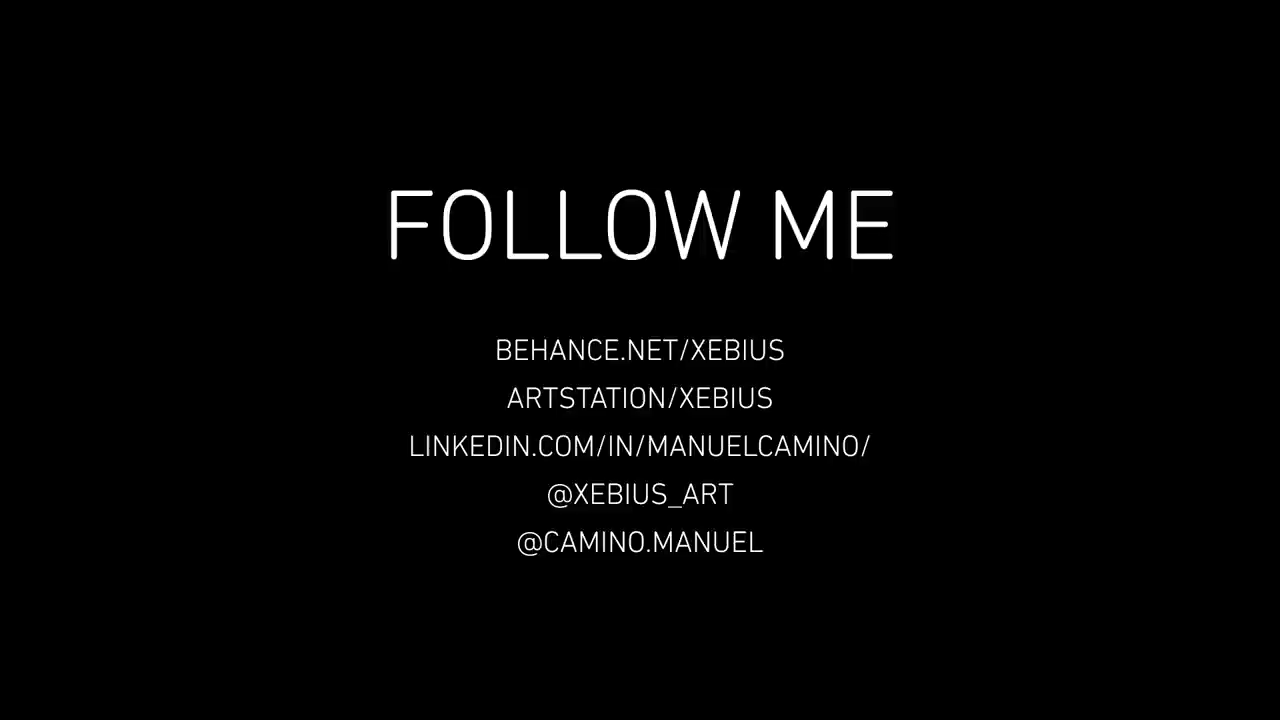 FOLLOW ME
BEHANCE.NET/XEBIUS
ARTSTATION/XEBIUS
LINKEDIN.COM/IN/MANUELCAMINO/
@XEBIUS_ART
@CAMINO.MANUEL